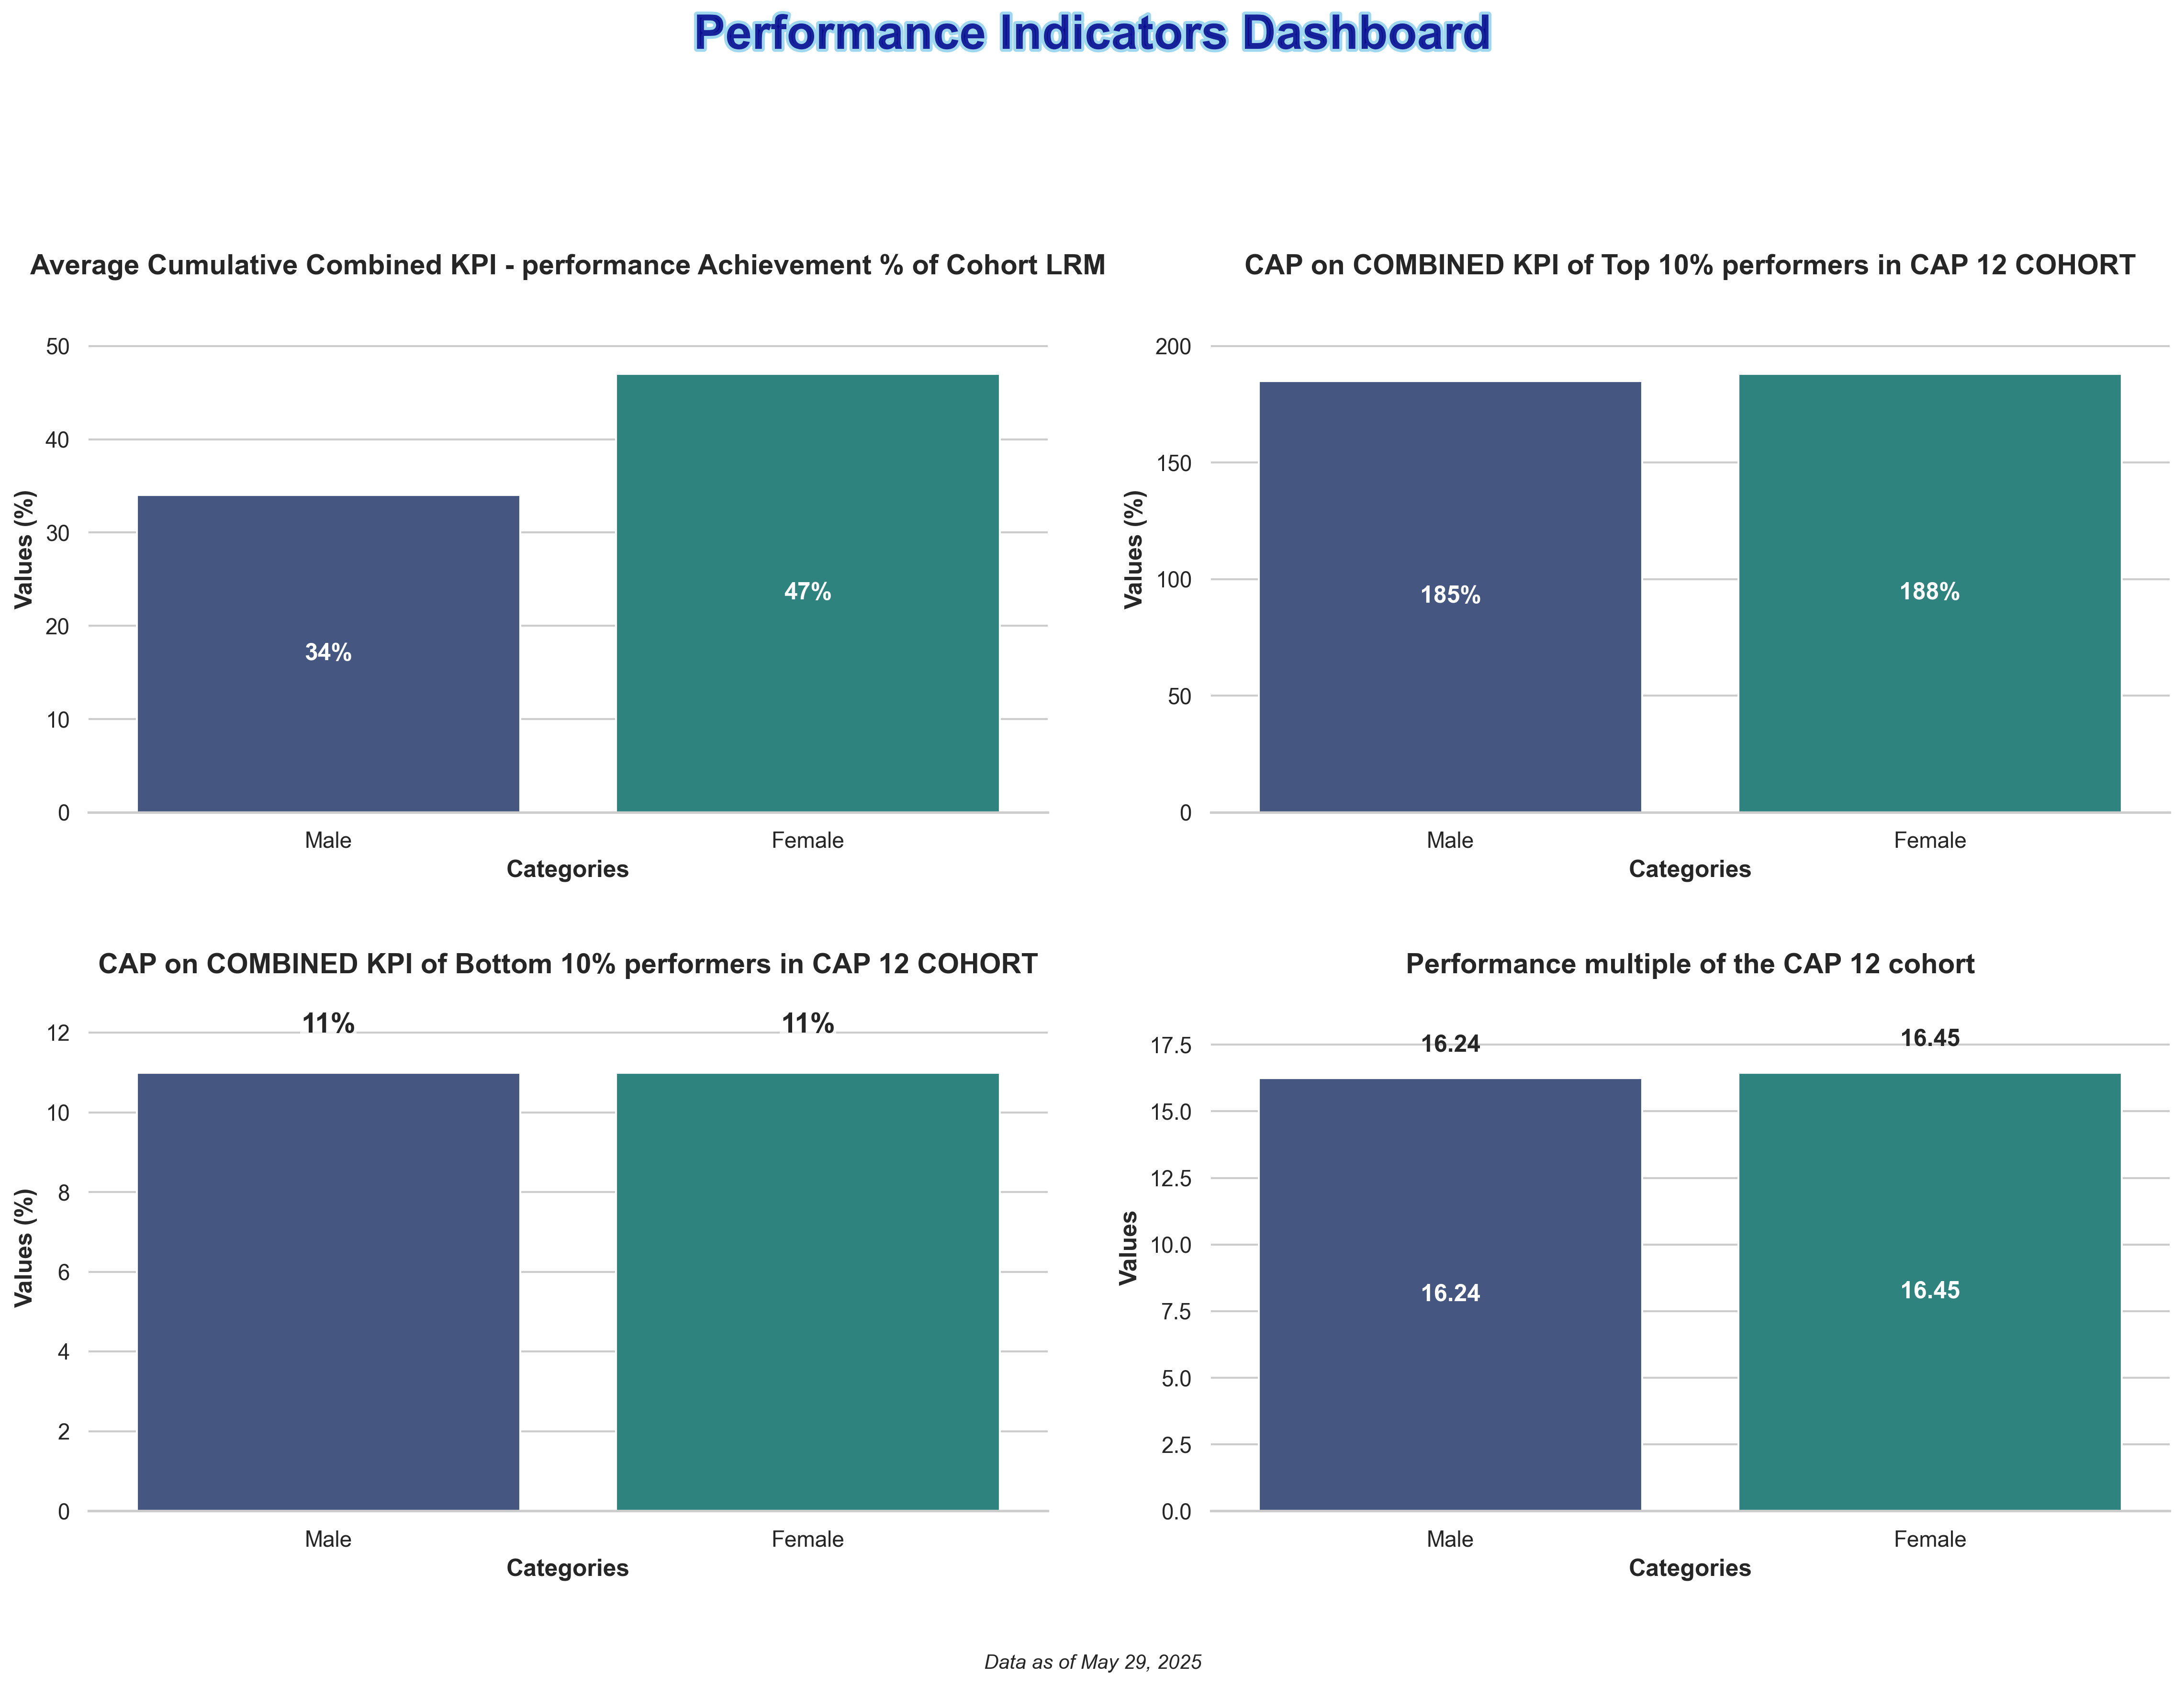 Performance Indicators Dashboard
Average Cumulative Combined KPI - performance Achievement % of Cohort LRM
Values (%)
50
40
30
20
10
0
34%
47%
Male
Female
Categories
CAP on COMBINED KPI of Top 10% performers in CAP 12 COHORT
Values (%)
200
150
100
50
0
185%
188%
Male
Female
Categories
CAP on COMBINED KPI of Bottom 10% performers in CAP 12 COHORT
Values (%)
12
10
8
6
4
2
0
11%
11%
Male
Female
Categories
Performance multiple of the CAP 12 cohort
Values
17.5
15.0
12.5
10.0
7.5
5.0
2.5
0.0
16.24
16.45
16.24
16.45
Male
Female
Categories
Data as of May 29, 2025